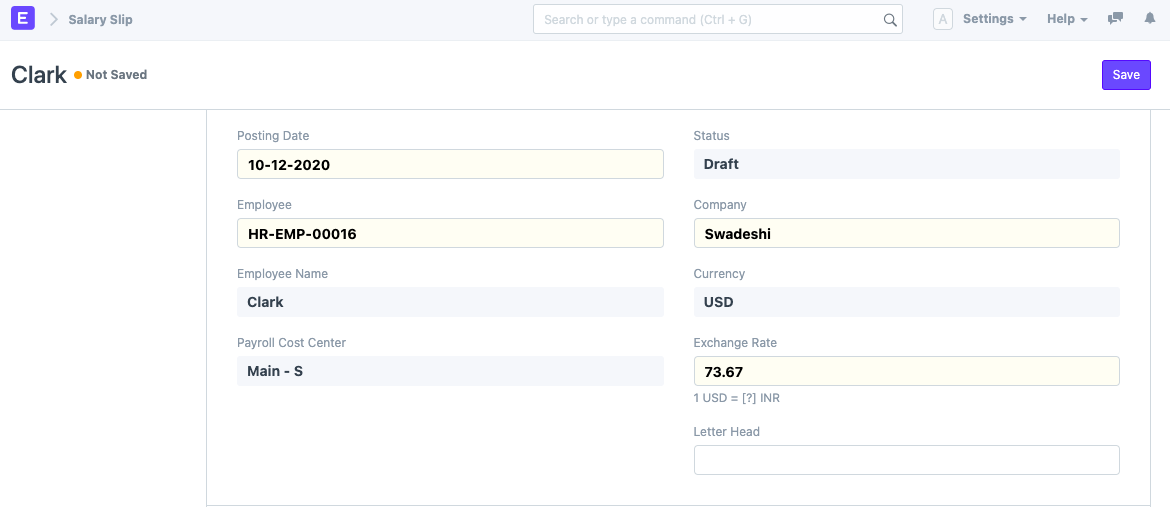 E Salary Slip Search or type a command (Ctrl + G) A Settings Help
Clark Not Saved Save
Posting Date
10-12-2020
Status
Draft
Employee
HR-EMP-00016
Company
Swadeshi
Employee Name
Clark
Currency
USD
Payroll Cost Center
Main - S
Exchange Rate
73.67
1 USD = [?] INR
Letter Head